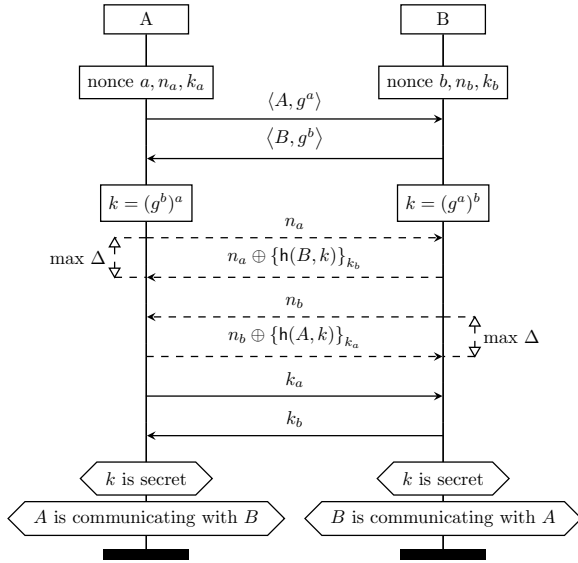 A B
nonce a, n_a, k_a nonce b, n_b, k_b
⟨A, g^a⟩
⟨B, g^b⟩
k = (g^b)^a k = (g^a)^b
n_a
max Δ n_a ⊕ {h(B, k)}_{k_b}
n_b
n_b ⊕ {h(A, k)}_{k_a} max Δ
k_a
k_b
k is secret k is secret
A is communicating with B B is communicating with A